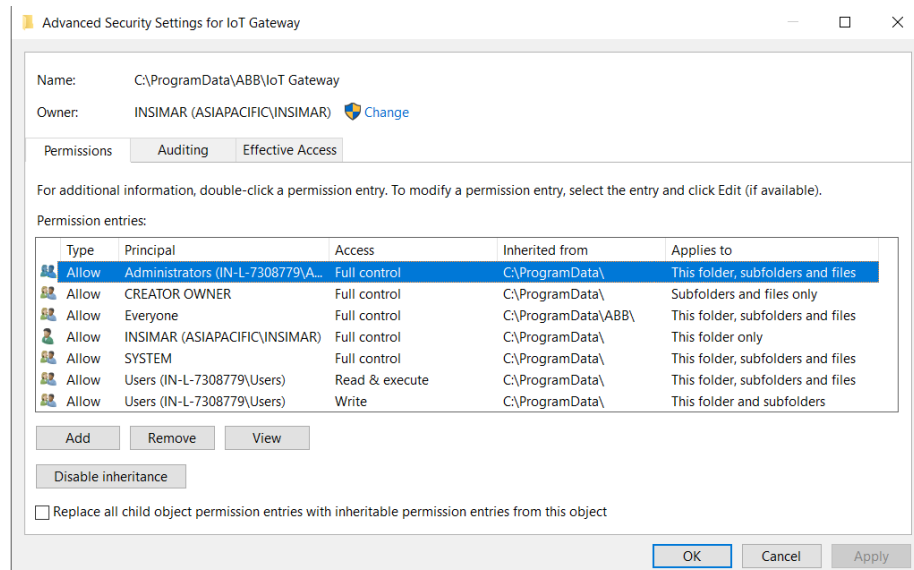 Advanced Security Settings for IoT Gateway
Name: C:\ProgramData\ABB\IoT Gateway
Owner: INSIMAR (ASIAPACIFIC\INSIMAR) Change
Permissions Auditing Effective Access
For additional information, double-click a permission entry. To modify a permission entry, select the entry and click Edit (if available).
Permission entries:
Type Principal Access Inherited from Applies to
Allow Administrators (IN-L-7308779\A... Full control C:\ProgramData\ This folder, subfolders and files
Allow CREATOR OWNER Full control C:\ProgramData\ Subfolders and files only
Allow Everyone Full control C:\ProgramData\ABB\ This folder, subfolders and files
Allow INSIMAR (ASIAPACIFIC\INSIMAR) Full control C:\ProgramData\ This folder only
Allow SYSTEM Full control C:\ProgramData\ This folder, subfolders and files
Allow Users (IN-L-7308779\Users) Read & execute C:\ProgramData\ This folder, subfolders and files
Allow Users (IN-L-7308779\Users) Write C:\ProgramData\ This folder and subfolders
Add Remove View
Disable inheritance
Replace all child object permission entries with inheritable permission entries from this object
OK Cancel Apply